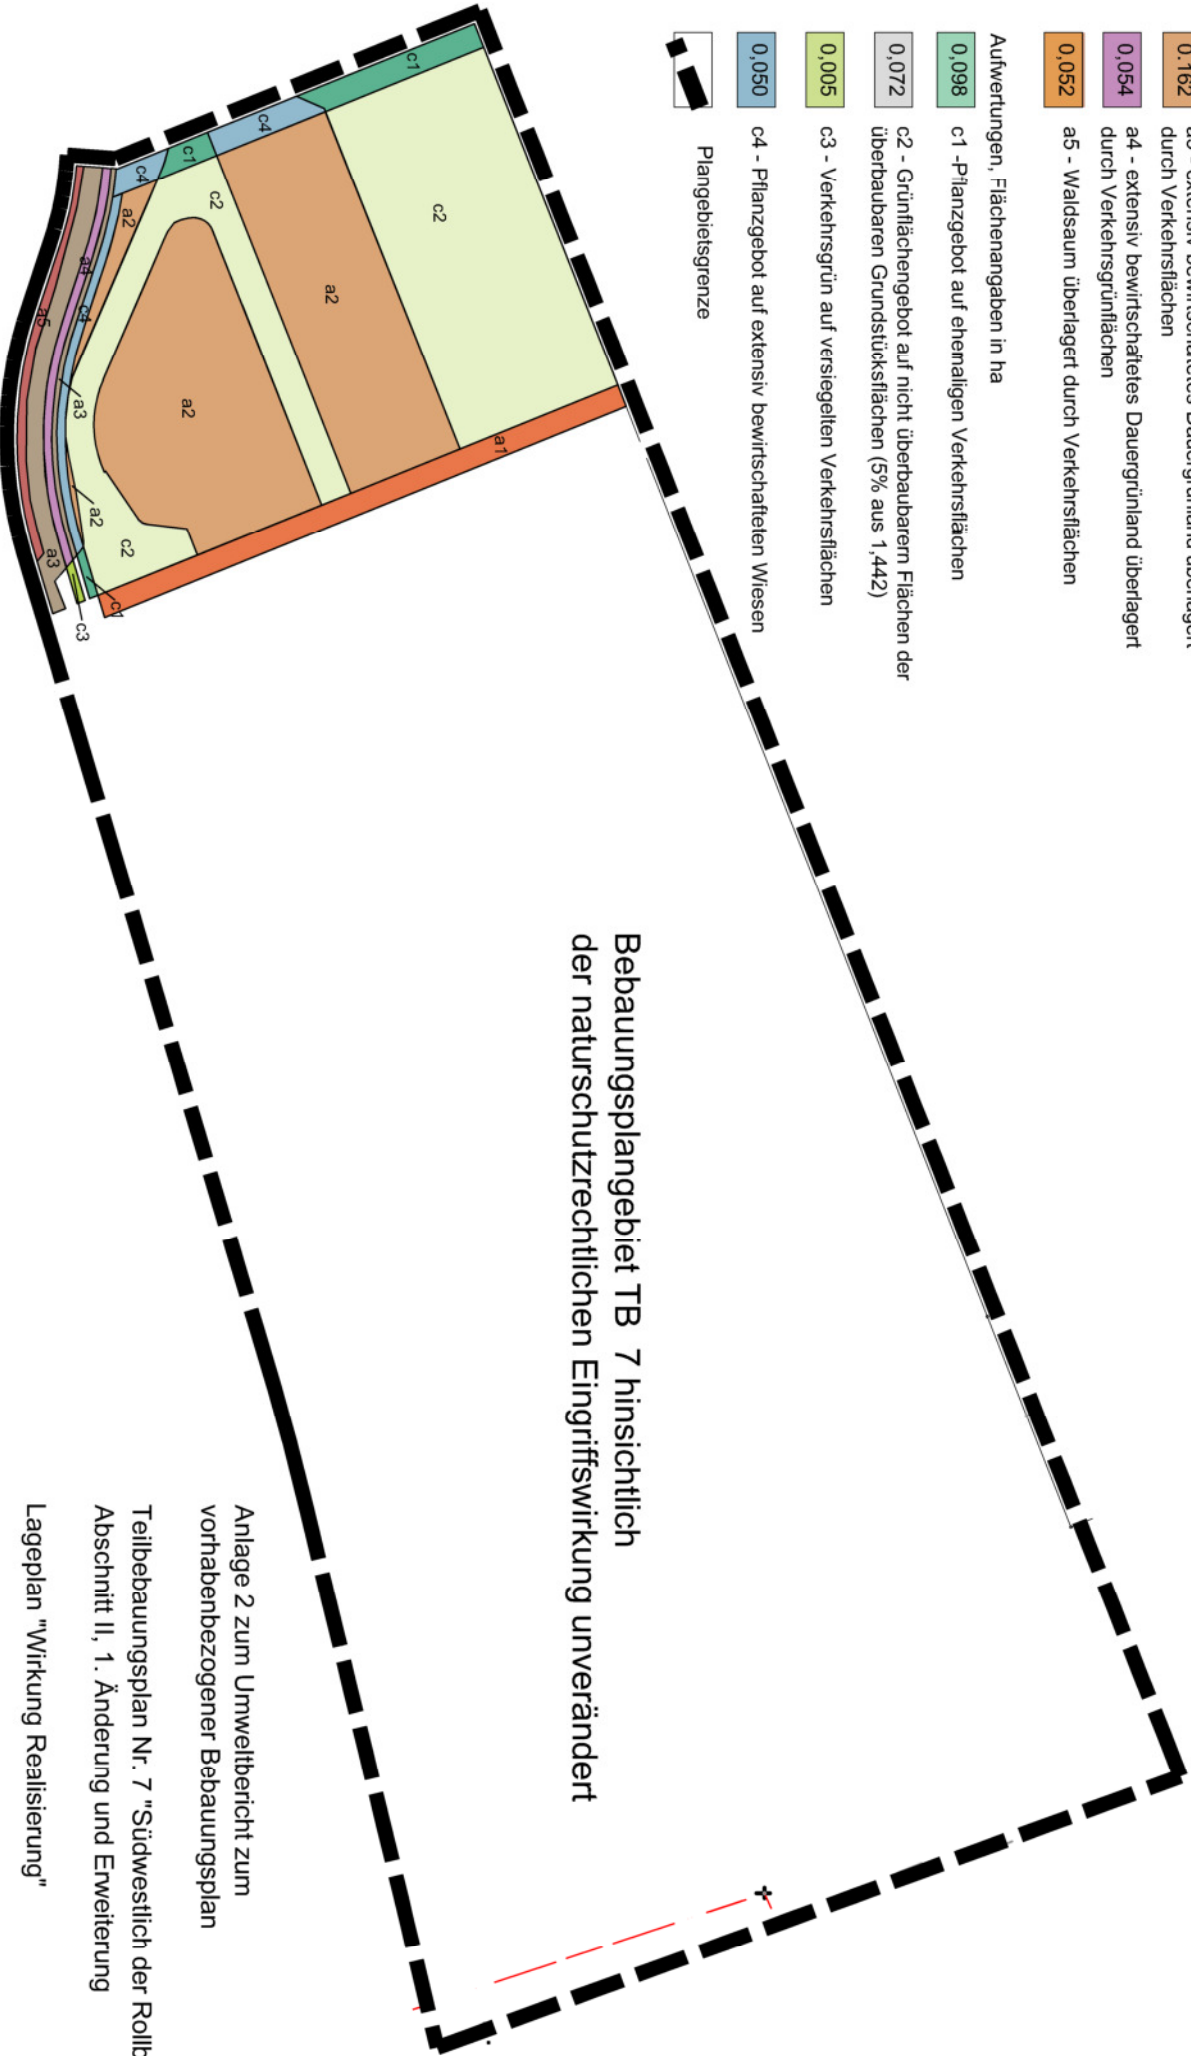 0.162
durch Verkehrsflächen
0,054
a4 - extensiv bewirtschaftetes Dauergrünland überlagert
durch Verkehrsgrünflächen
0,052
a5 - Waldsaum überlagert durch Verkehrsflächen
Aufwertungen, Flächenangaben in ha
0,098
c1 -Pflanzgebot auf ehemaligen Verkehrsflächen
0,072
c2 - Grünflächengebot auf nicht überbaubarern Flächen der
überbaubaren Grundstücksflächen (5% aus 1,442)
0,005
c3 - Verkehrsgrün auf versiegelten Verkehrsflächen
0,050
c4 - Pflanzgebot auf extensiv bewirtschafteten Wiesen
Plangebietsgrenze
c1
c2
c4
a2
c1
c2
c4
a2
a1
a2
a4
c4
a5
a3
a2
c2
a3
c1
c3
Bebauungsplangebiet TB 7 hinsichtlich
der naturschutzrechtlichen Eingriffswirkung unverändert
Anlage 2 zum Umweltbericht zum
vorhabenbezogener Bebauungsplan
Teilbebauungsplan Nr. 7 "Südwestlich der Rollb
Abschnitt II, 1. Änderung und Erweiterung
Lageplan "Wirkung Realisierung"